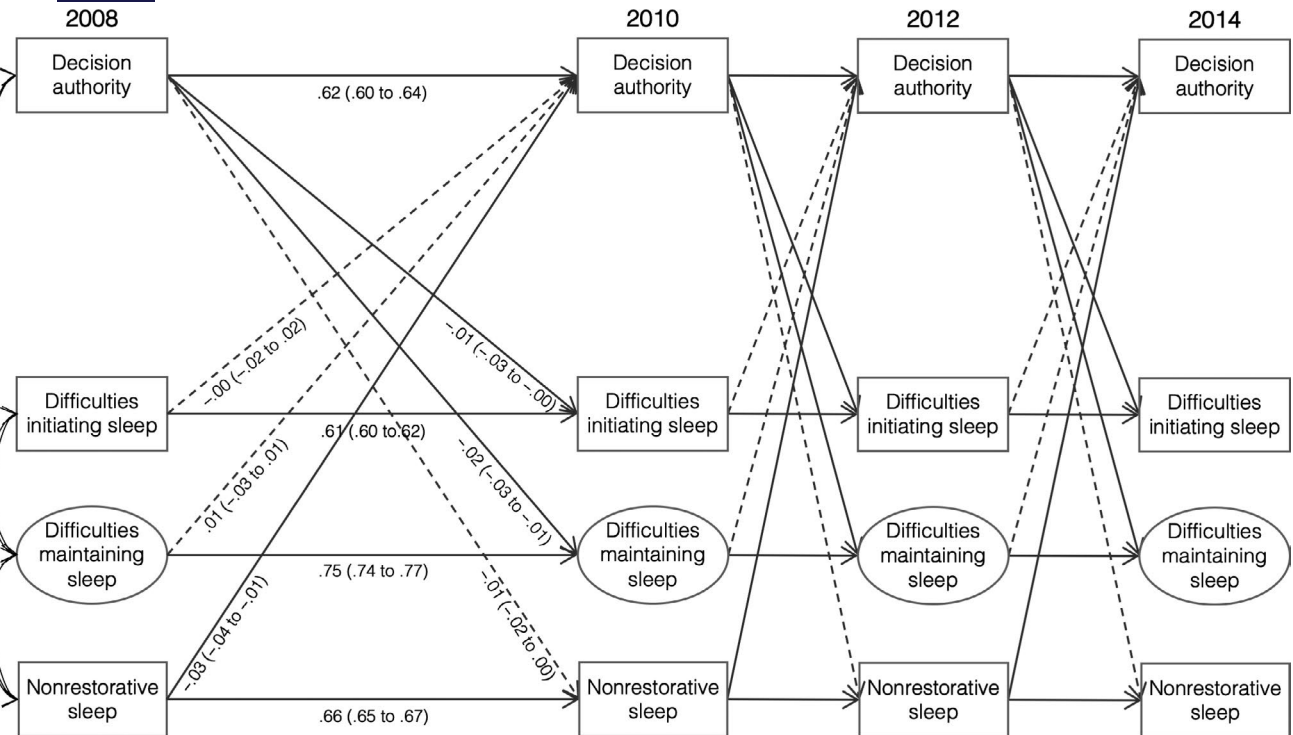 2008
2010
2012
2014
Decision
authority
Decision
authority
Decision
authority
Decision
authority
.62 (.60 to .64)
–.00 (–.02 to .02)
–.01 (–.03 to –.00)
Difficulties
initiating sleep
Difficulties
initiating sleep
Difficulties
initiating sleep
Difficulties
initiating sleep
.61 (.60 to.62)
.01 (–.03 to .01)
–.02 (–.03 to –.01)
Difficulties
maintaining
sleep
Difficulties
maintaining
sleep
Difficulties
maintaining
sleep
Difficulties
maintaining
sleep
.75 (.74 to .77)
–.03 (–.04 to –.01)
–.01 (–.02 to .00)
Nonrestorative
sleep
Nonrestorative
sleep
Nonrestorative
sleep
Nonrestorative
sleep
.66 (.65 to .67)